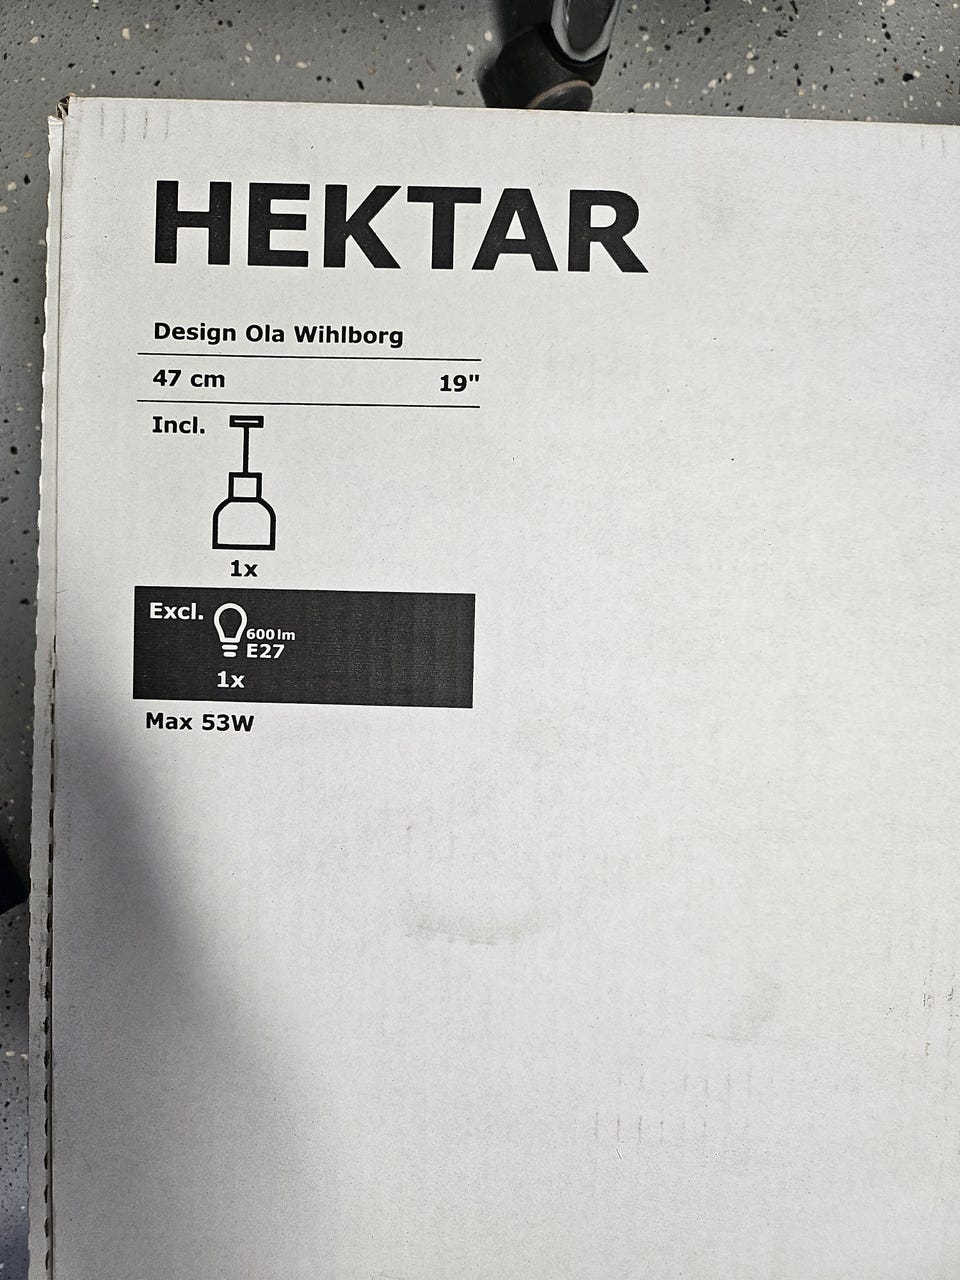 HEKTAR
Design Ola Wihlborg
47 cm 19"
Incl.
1x
Excl. 600 lm
E27
1x
Max 53W